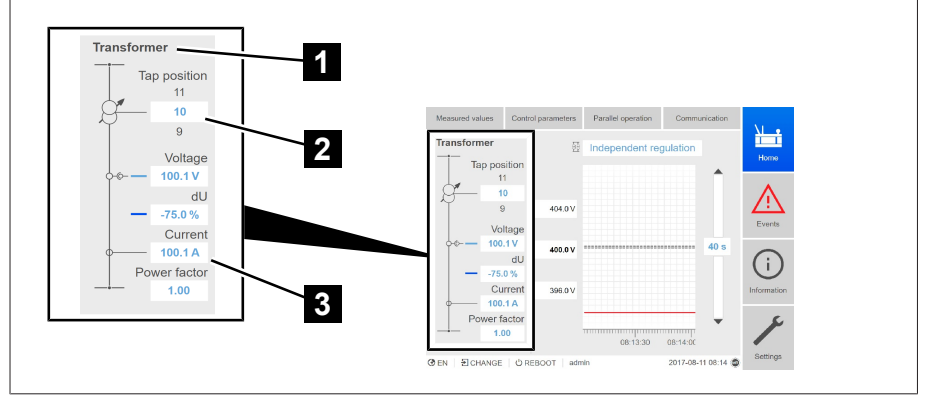 Transformer
Tap position
11
10
9
Voltage
100.1 V
dU
-75.0 %
Current
100.1 A
Power factor
1.00
1
2
3
Measured values
Control parameters
Parallel operation
Communication
Transformer
Tap position
11
10
9
Voltage
100.1 V
dU
-75.0 %
Current
100.1 A
Power factor
1.00
Independent regulation
404.0 V
400.0 V
396.0 V
40 s
08:13:30
08:14:0
Home
Events
Information
Settings
EN
CHANGE
REBOOT
admin
2017-08-11 08:14